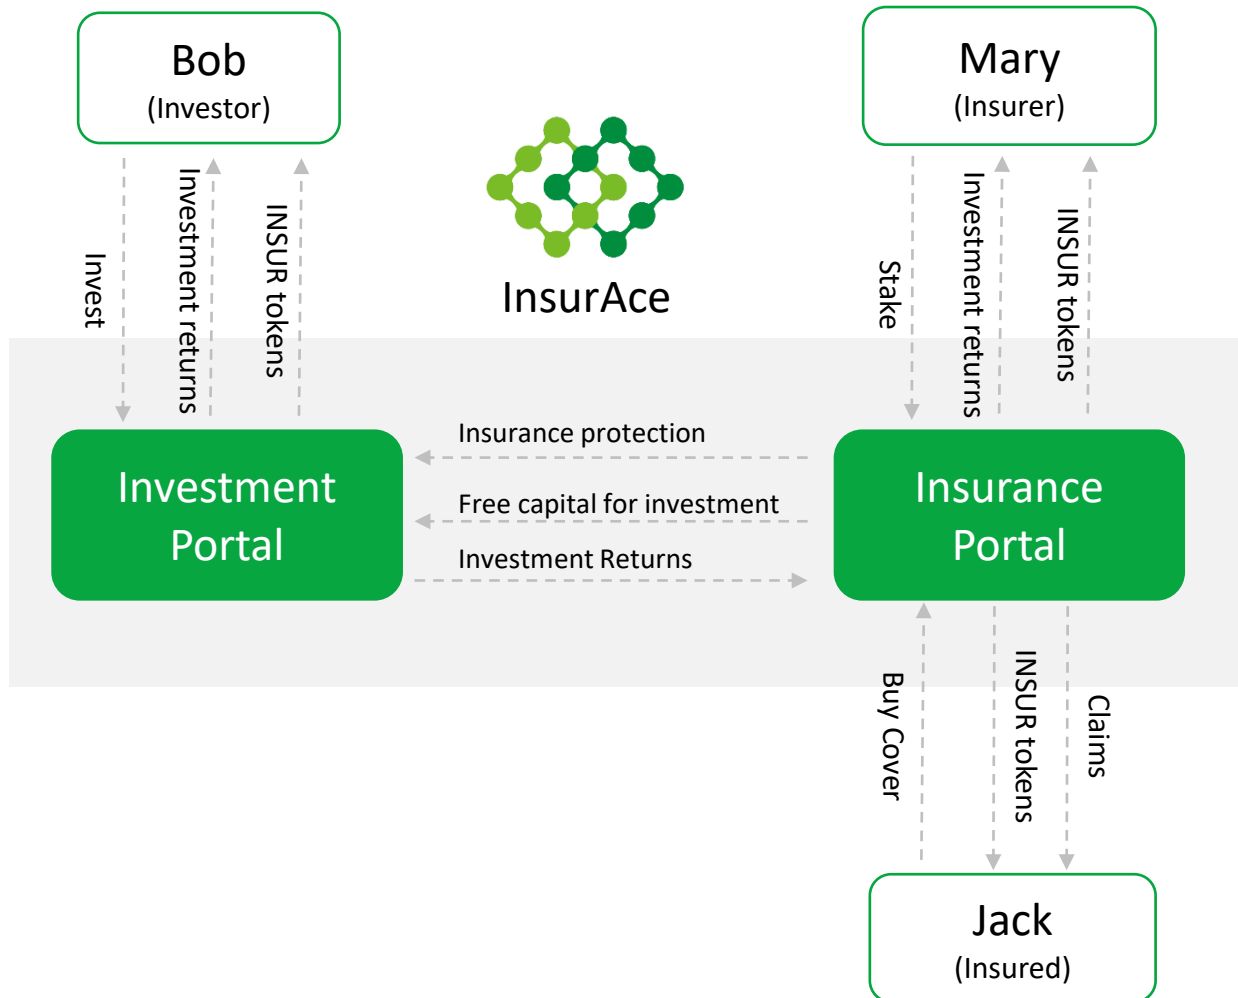 Bob
(Investor)
Mary
(Insurer)
InsurAce
Invest
Investment returns
INSUR tokens
Stake
Investment returns
INSUR tokens
Insurance protection
Free capital for investment
Investment Returns
Investment
Portal
Insurance
Portal
Buy Cover
INSUR tokens
Claims
Jack
(Insured)